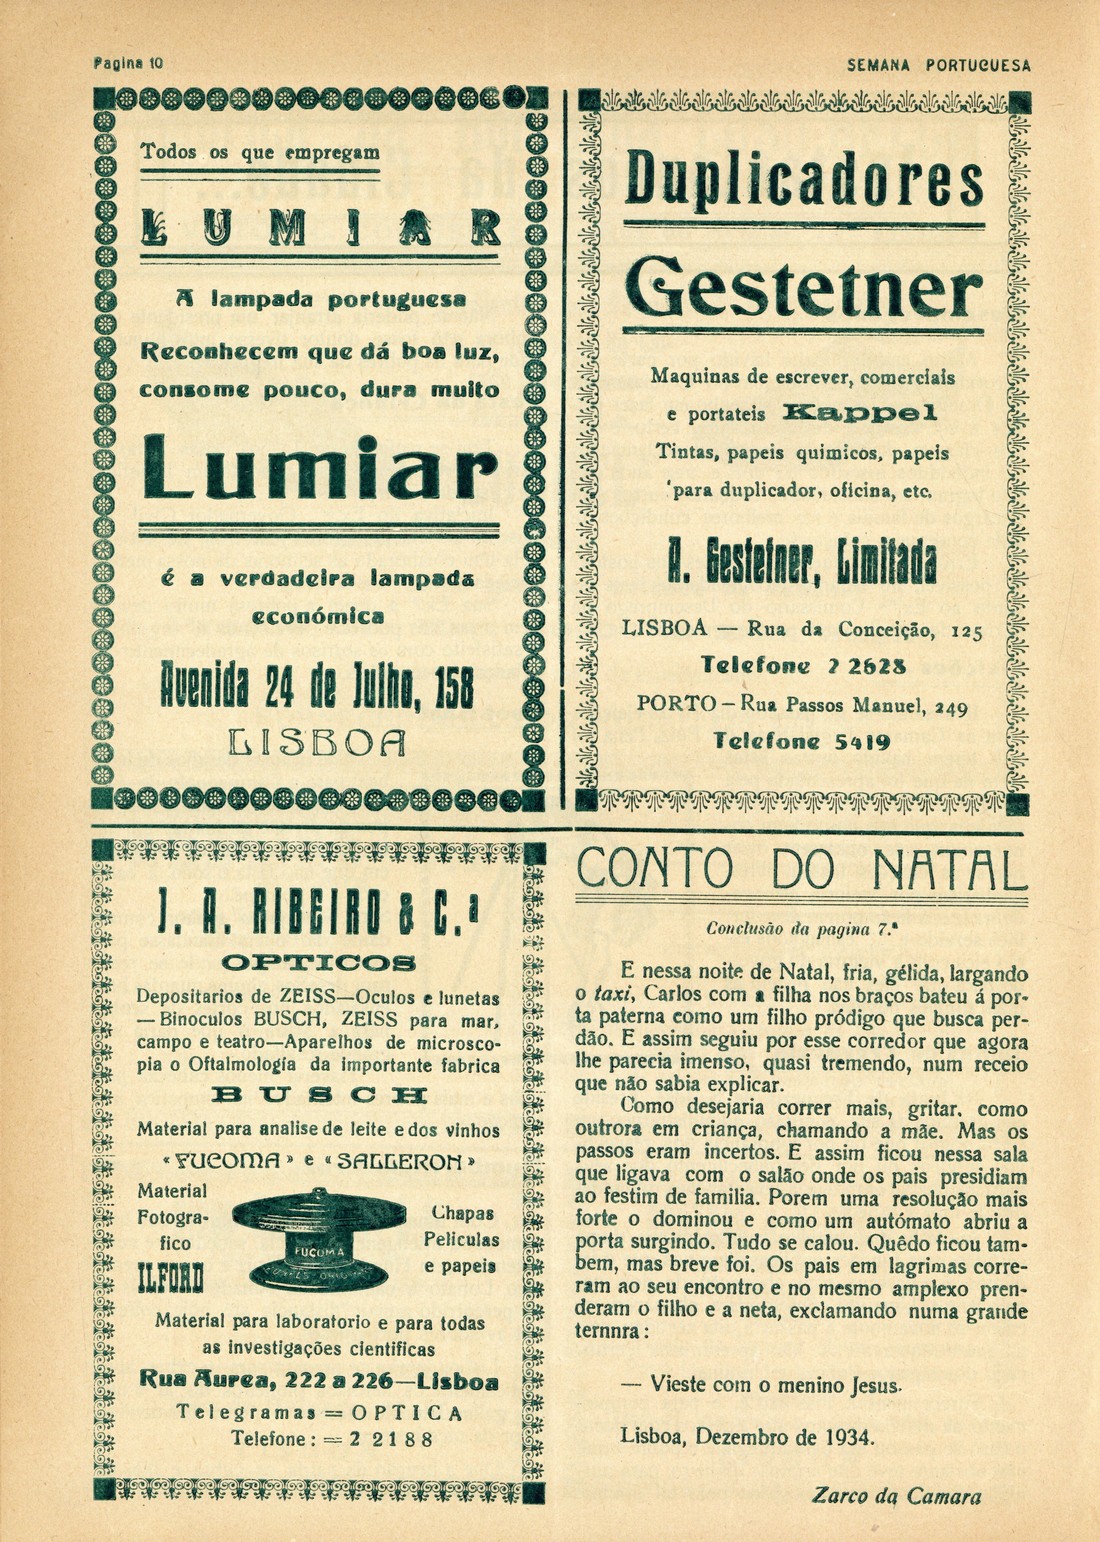 Pagina 10
SEMANA PORTUGUESA
Todos os que empregam
LUMIAR
A lampada portuguesa
Reconhecem que dá boa luz,
consome pouco, dura muito
Lumiar
é a verdadeira lampada
económica
Avenida 24 de Julho, 158
LISBOA
Duplicadores
Gestetner
Maquinas de escrever, comerciais
e portateis Kappel
Tintas, papeis quimicos, papeis
para duplicador, oficina, etc.
A. Gestetner, Limitada
LISBOA — Rua da Conceição, 125
Telefone 2 2628
PORTO — Rua Passos Manuel, 249
Telefone 5419
J. A. RIBEIRO & C.ª
OPTICOS
Depositarios de ZEISS—Oculos e lunetas
— Binoculos BUSCH, ZEISS para mar,
campo e teatro—Aparelhos de microsco-
pia o Oftalmologia da importante fabrica
BUSCH
Material para analise de leite e dos vinhos
«FUCOMA» e «SALLERON»
Material
Fotogra-
fico
ILFORD
FUCOMA
Chapas
Peliculas
e papeis
Material para laboratorio e para todas
as investigações cientificas
Rua Aurea, 222 a 226—Lisboa
Telegramas = OPTICA
Telefone : = 2 2188
CONTO DO NATAL
Conclusão da pagina 7.ª
E nessa noite de Natal, fria, gélida, largando
o taxi, Carlos com a filha nos braços bateu á por-
ta paterna como um filho pródigo que busca per-
dão. E assim seguiu por esse corredor que agora
lhe parecia imenso, quasi tremendo, num receio
que não sabia explicar.
Como desejaria correr mais, gritar. como
outrora em criança, chamando a mãe. Mas os
passos eram incertos. E assim ficou nessa sala
que ligava com o salão onde os pais presidiam
ao festim de familia. Porem uma resolução mais
forte o dominou e como um autómato abriu a
porta surgindo. Tudo se calou. Quêdo ficou tam-
bem, mas breve foi. Os pais em lagrimas corre-
ram ao seu encontro e no mesmo amplexo pren-
deram o filho e a neta, exclamando numa grande
ternnra :
— Vieste com o menino Jesus.
Lisboa, Dezembro de 1934.
Zarco da Camara